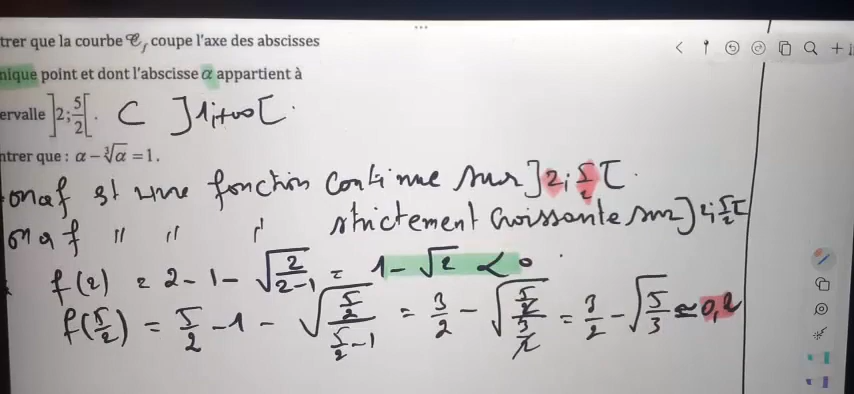 trer que la courbe 𝒞f coupe l'axe des abscisses
nique point et dont l'abscisse α appartient à
ervalle ]2;5/2[. ⊂ ]1;+∞[.
ntrer que : α − ∛α = 1.
on a f est une fonction continue sur ]2;5/2[.
on a f " " " strictement croissante sur ]2;5/2[
f(2) = 2-1-√(2/(2-1)) = 1-√2 < 0.
f(5/2) = 5/2 - 1 - √((5/2)/(5/2 - 1)) = 3/2 - √((5/2)/(3/2)) = 3/2 - √(5/3) ≃ 0,2